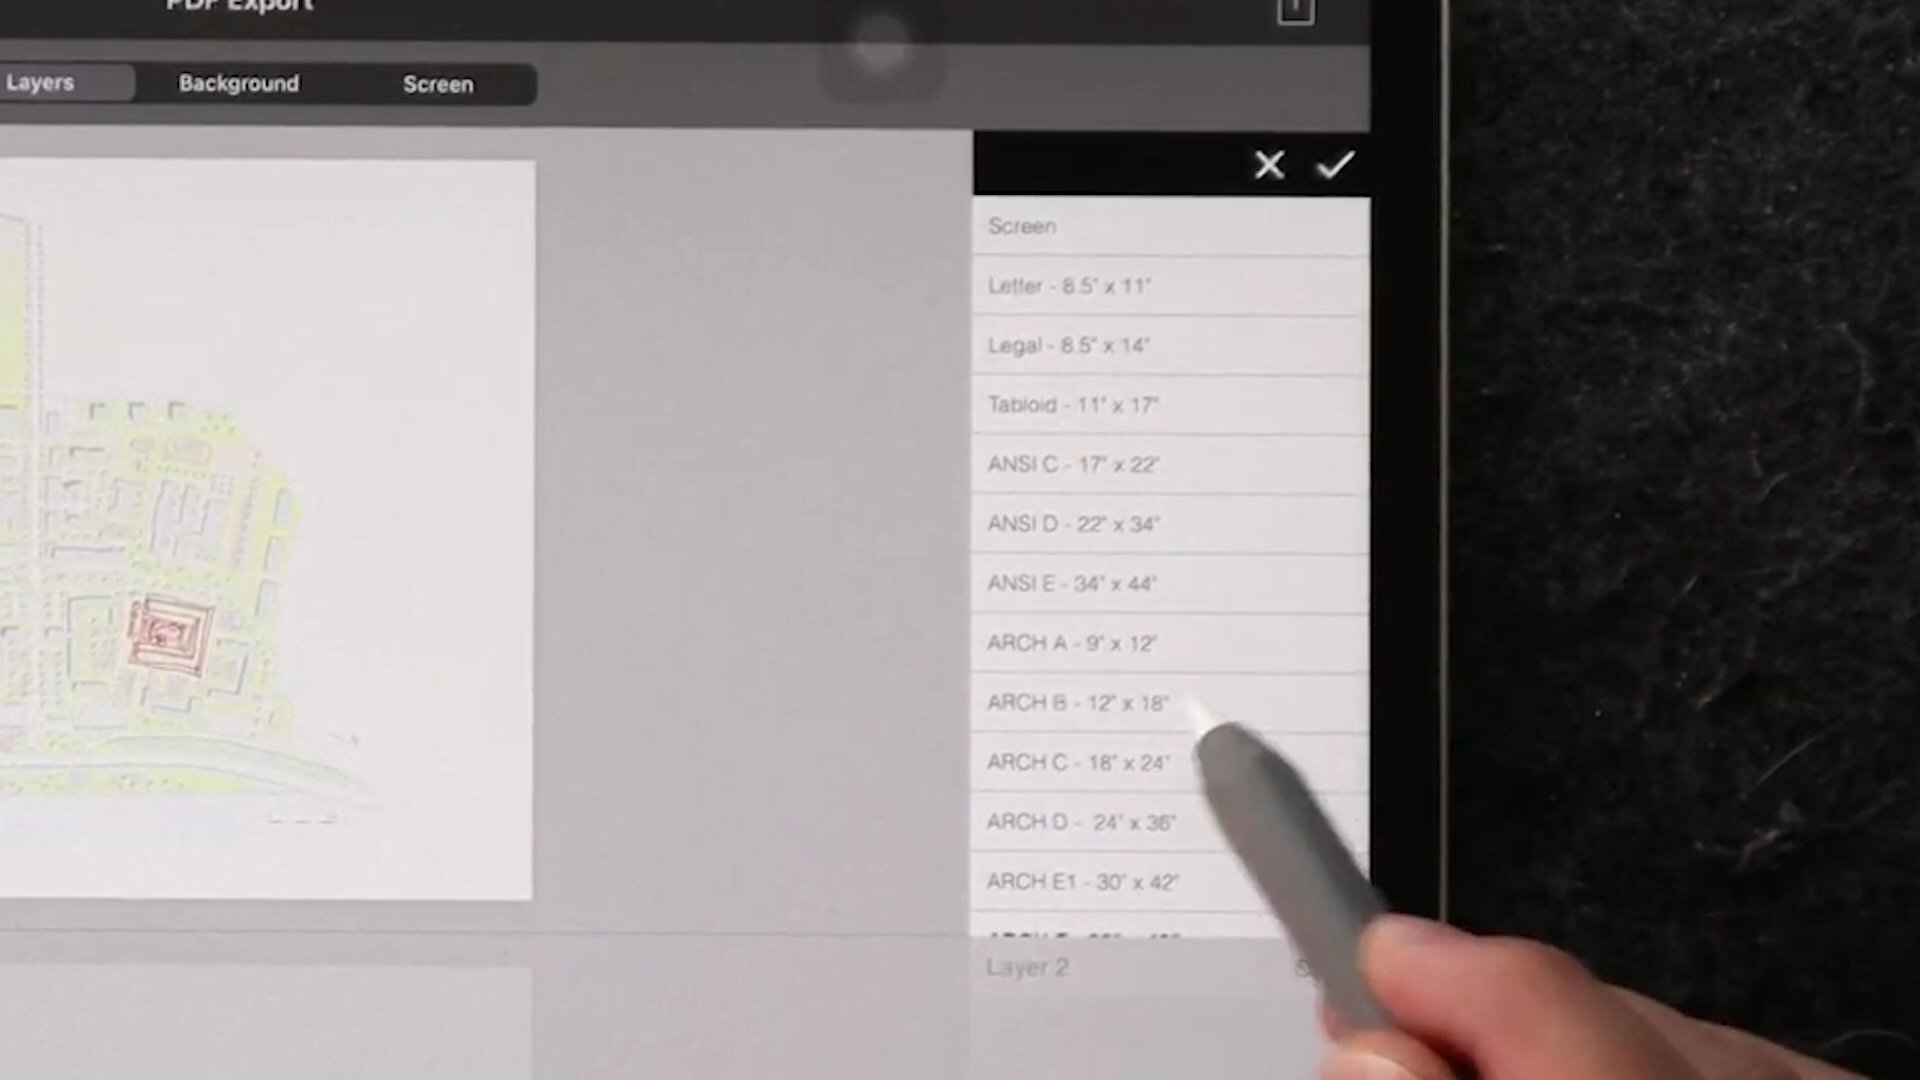 PDF Export
Layers Background Screen
Screen
Letter - 8.5" x 11"
Legal - 8.5" x 14"
Tabloid - 11" x 17"
ANSI C - 17" x 22"
ANSI D - 22" x 34"
ANSI E - 34" x 44"
ARCH A - 9" x 12"
ARCH B - 12" x 18"
ARCH C - 18" x 24"
ARCH D - 24" x 36"
ARCH E1 - 30" x 42"
Layer 2